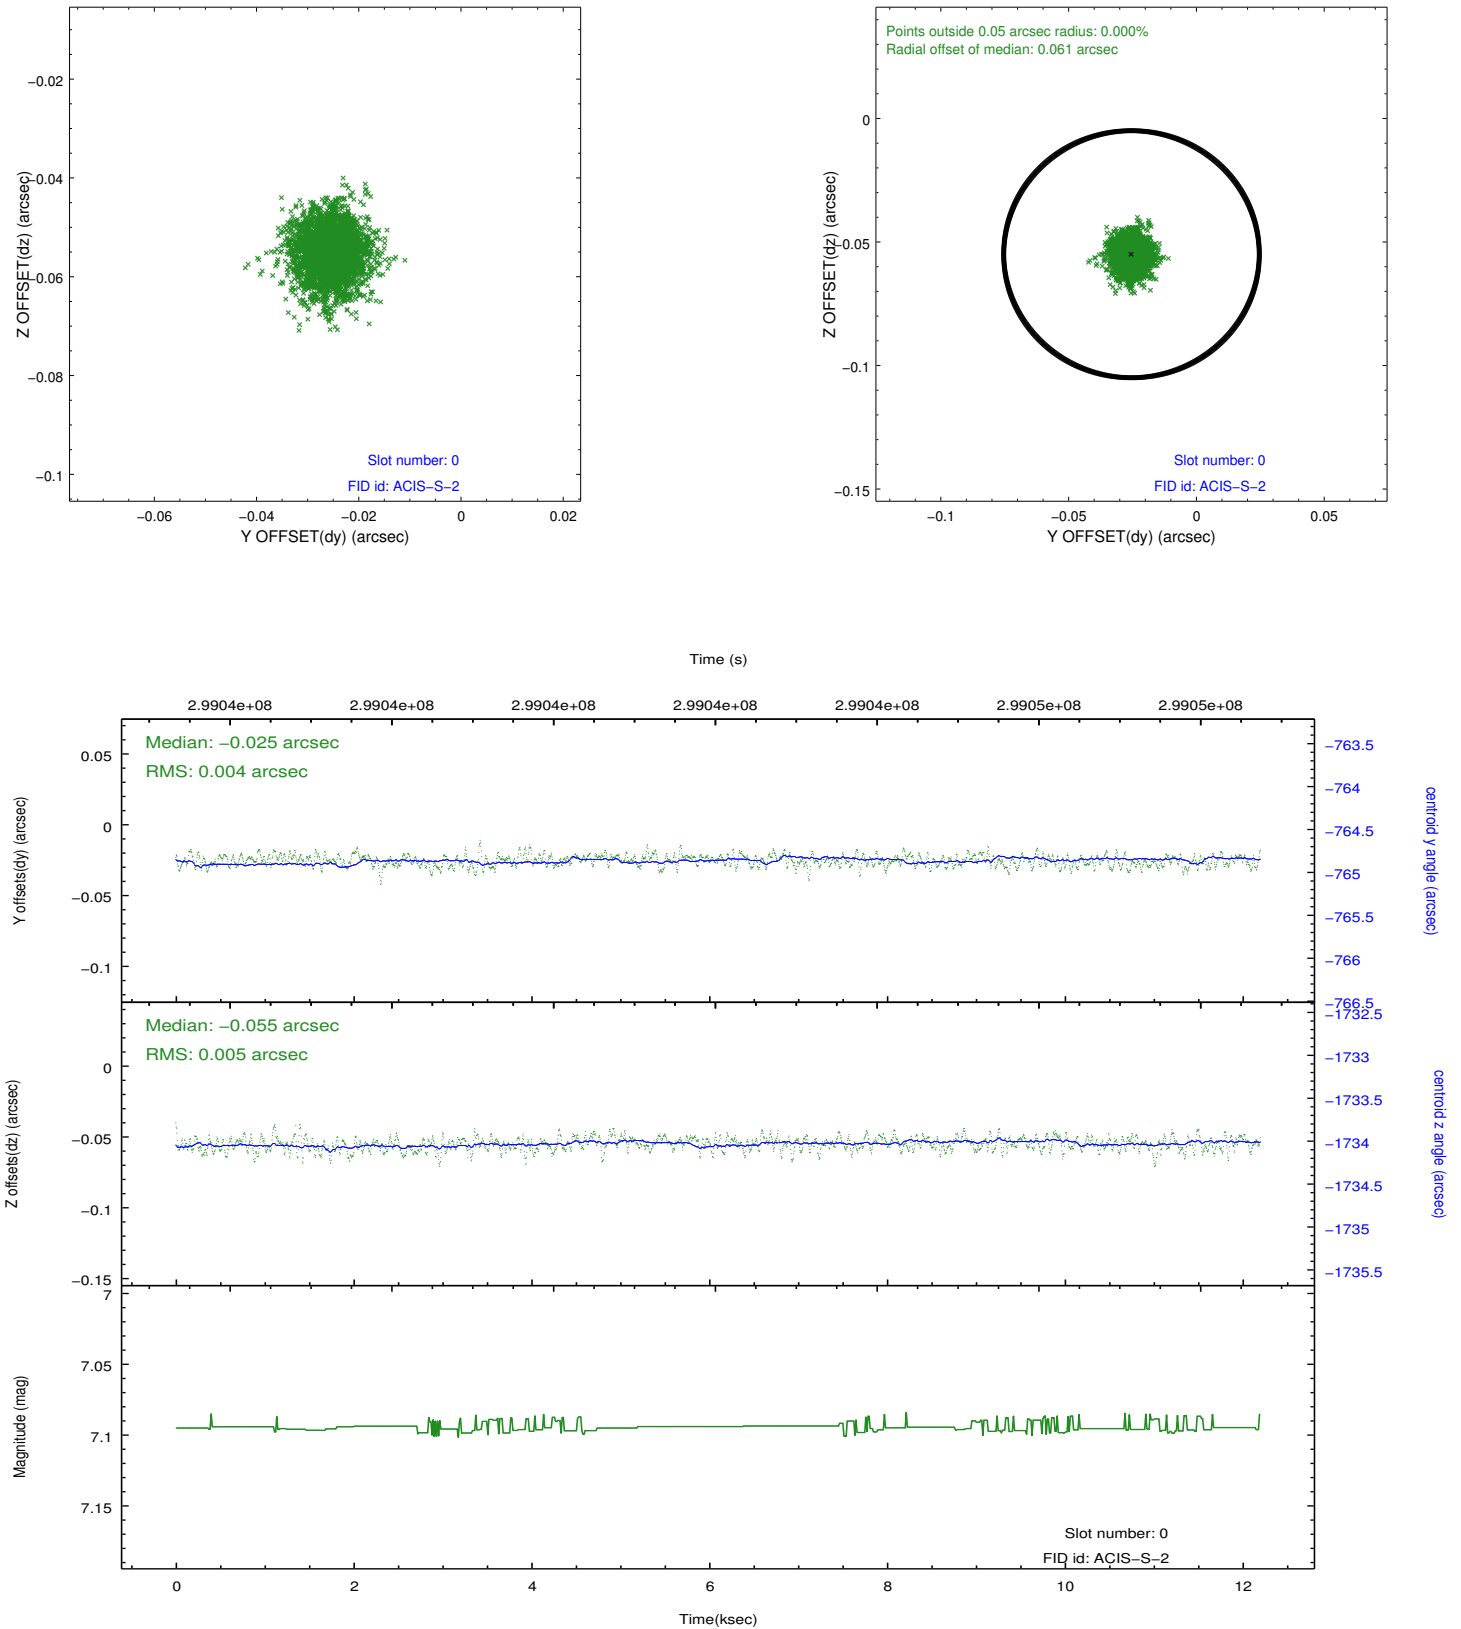 −0.02
−0.04
−0.06
−0.08
−0.1
Z OFFSET(dz) (arcsec)
Slot number: 0
FID id: ACIS−S−2
−0.06
−0.04
−0.02
0
0.02
Y OFFSET(dy) (arcsec)
Points outside 0.05 arcsec radius: 0.000%
Radial offset of median: 0.061 arcsec
0
−0.05
−0.1
−0.15
Z OFFSET(dz) (arcsec)
Slot number: 0
FID id: ACIS−S−2
−0.1
−0.05
0
0.05
Y OFFSET(dy) (arcsec)
Time (s)
2.9904e+08
2.9904e+08
2.9904e+08
2.9904e+08
2.9904e+08
2.9905e+08
2.9905e+08
Median: −0.025 arcsec
RMS: 0.004 arcsec
0.05
0
−0.05
−0.1
Y offsets(dy) (arcsec)
−763.5
−764
−764.5
−765
−765.5
−766
−766.5
centroid y angle (arcsec)
Median: −0.055 arcsec
RMS: 0.005 arcsec
0
−0.05
−0.1
−0.15
Z offsets(dz) (arcsec)
−1732.5
−1733
−1733.5
−1734
−1734.5
−1735
−1735.5
centroid z angle (arcsec)
7
7.05
7.1
7.15
Magnitude (mag)
Slot number: 0
FID id: ACIS−S−2
0
2
4
6
8
10
12
Time(ksec)